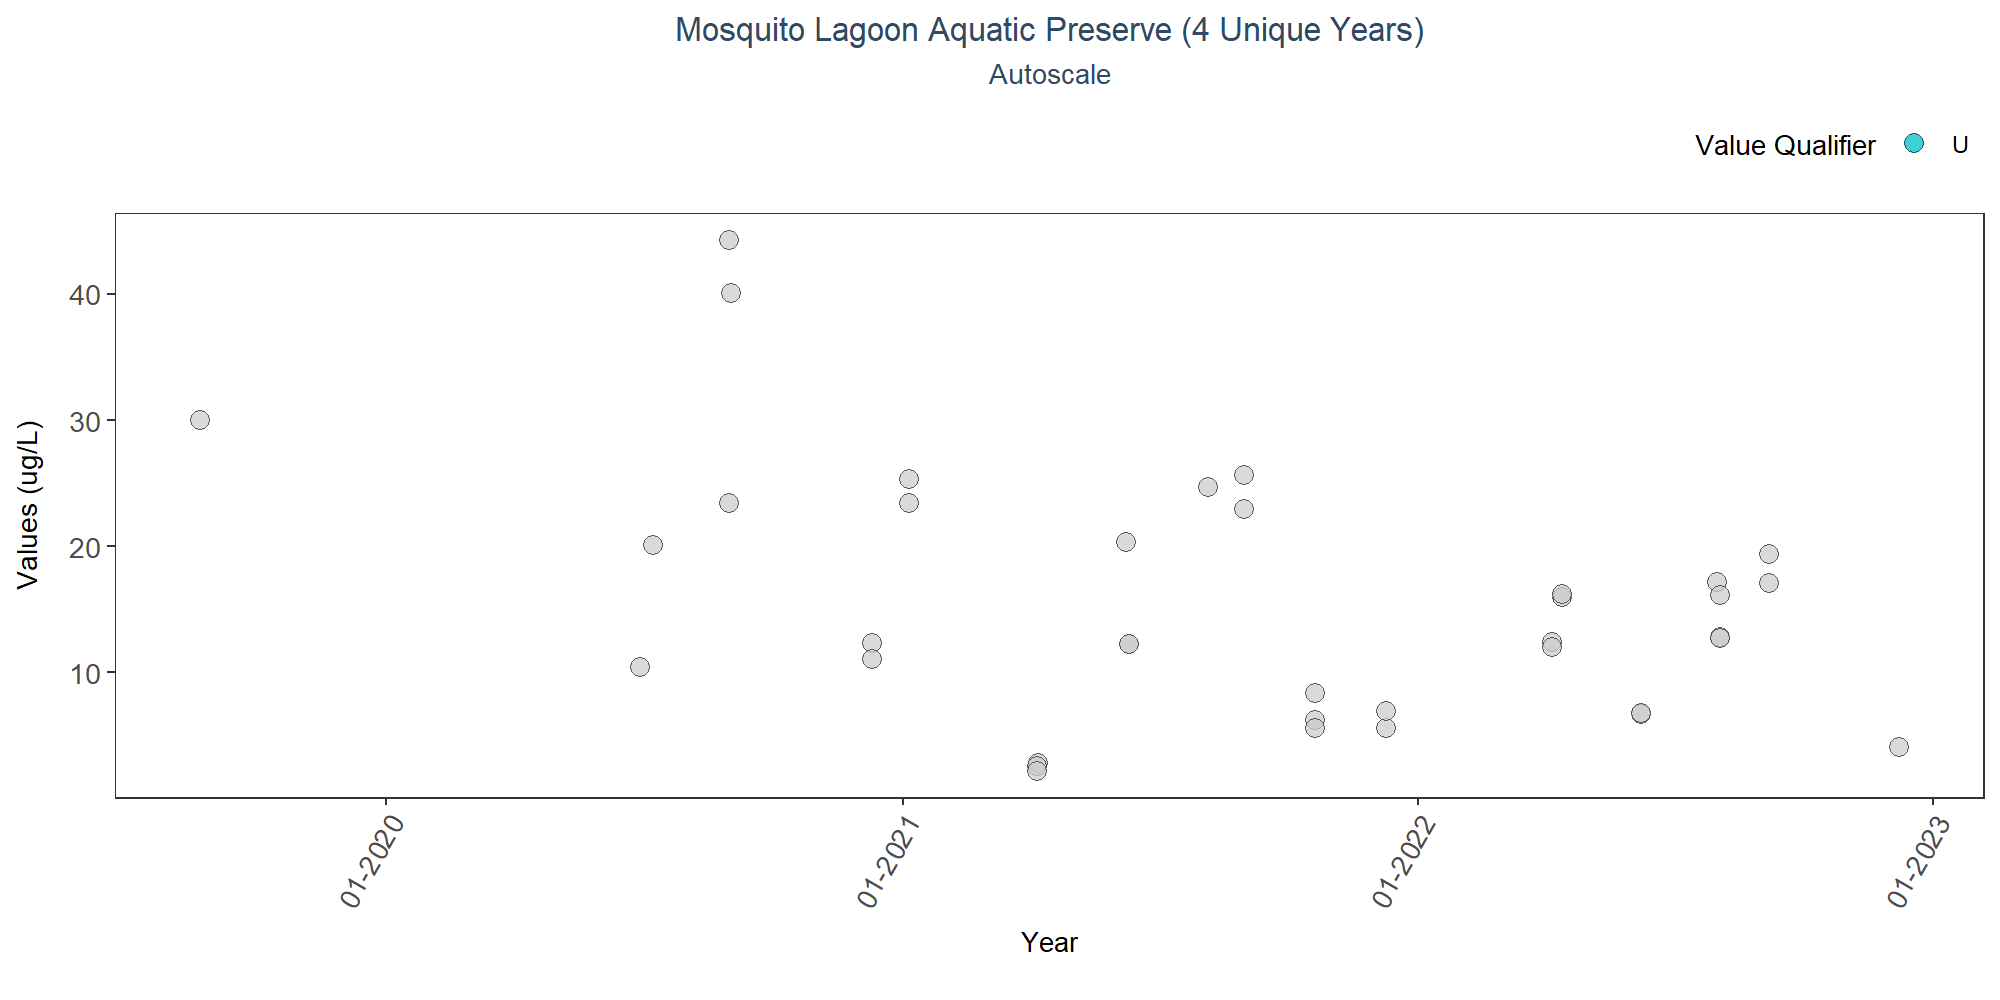 Mosquito Lagoon Aquatic Preserve (4 Unique Years)
Autoscale
Value Qualifier U
Values (ug/L)
40
30
20
10
01-2020 01-2021 01-2022 01-2023
Year